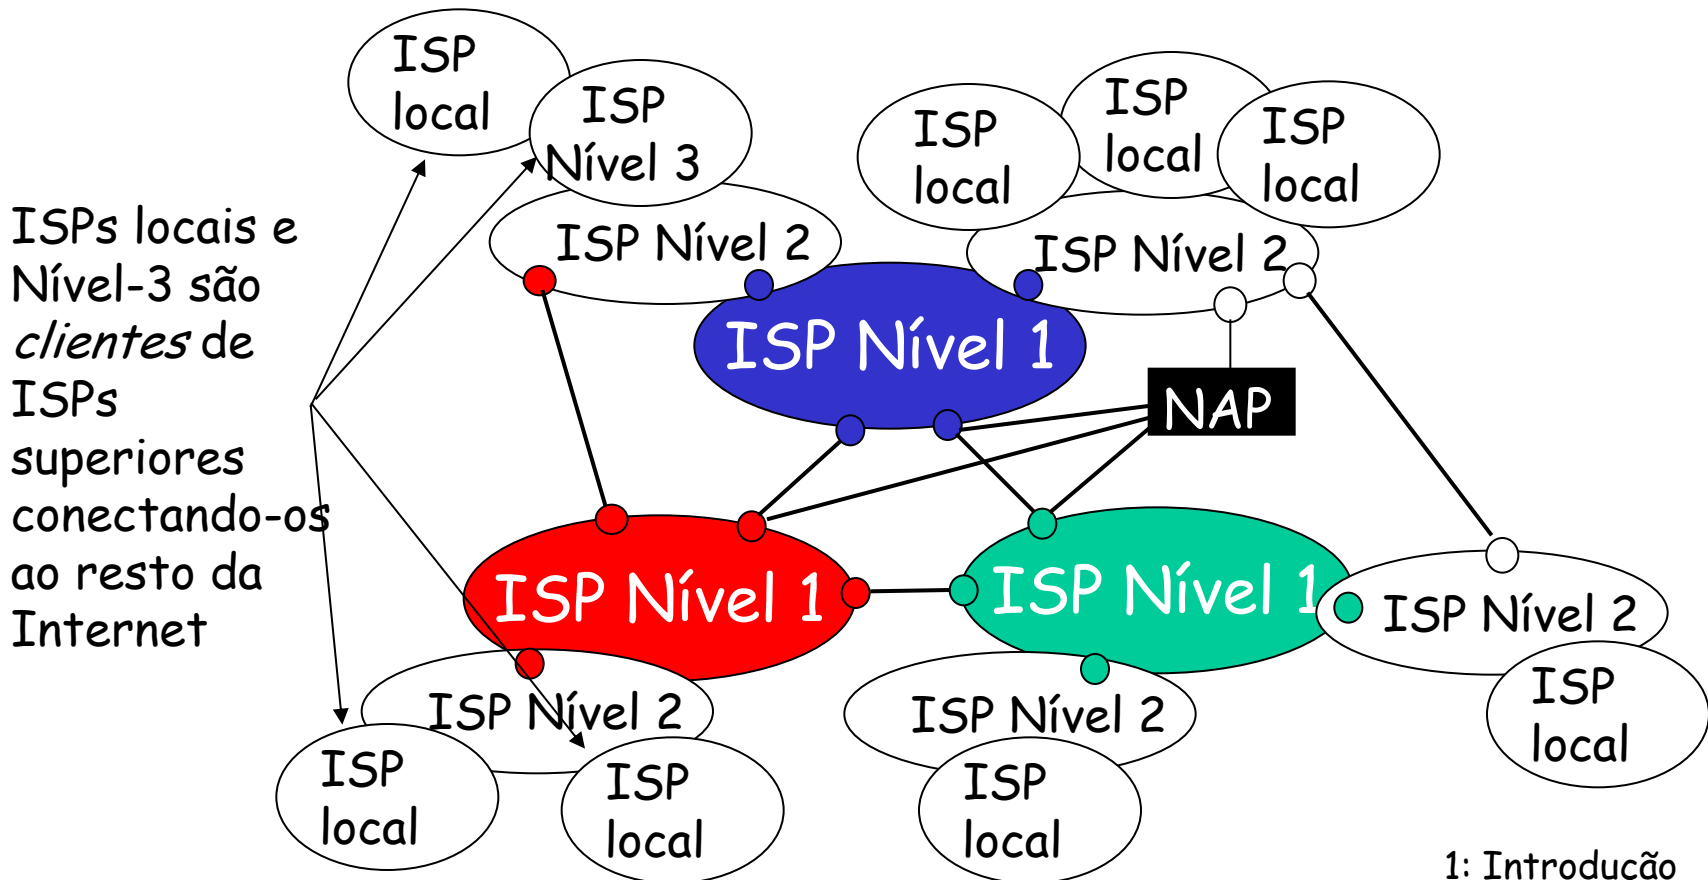 ISP
local
ISP
Nível 3
ISP Nível 2
ISP
local
ISP
local
ISP
local
ISP Nível 2
ISPs locais e
Nível-3 são
clientes de
ISPs
superiores
conectando-os
ao resto da
Internet
ISP Nível 1
NAP
ISP Nível 1
ISP Nível 1
ISP Nível 2
ISP
local
ISP Nível 2
ISP
local
ISP
local
ISP Nível 2
ISP
local
1: Introdução